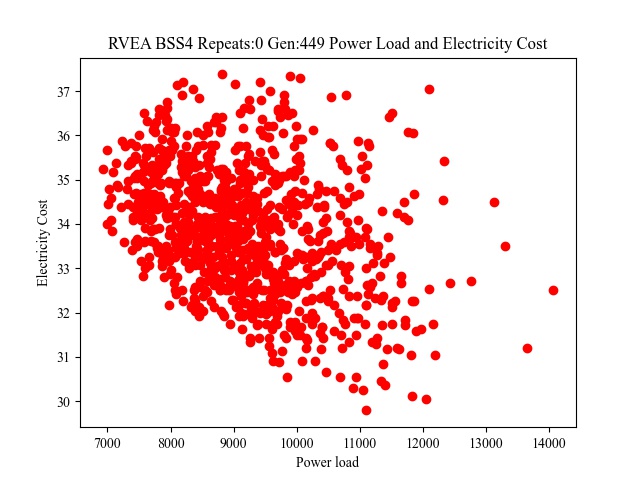 RVEA BSS4 Repeats:0 Gen:449 Power Load and Electricity Cost
37
36
35
34
33
32
31
30
Electricity Cost
7000 8000 9000 10000 11000 12000 13000 14000
Power load